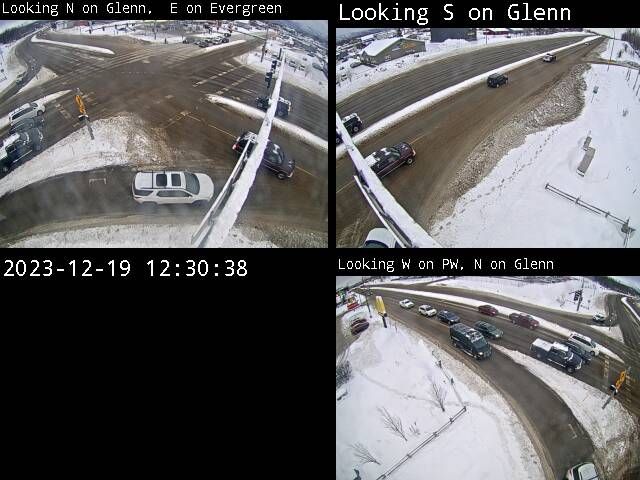 Looking N on Glenn,  E on Evergreen
Looking S on Glenn
2023-12-19 12:30:38
Looking W on PW, N on Glenn